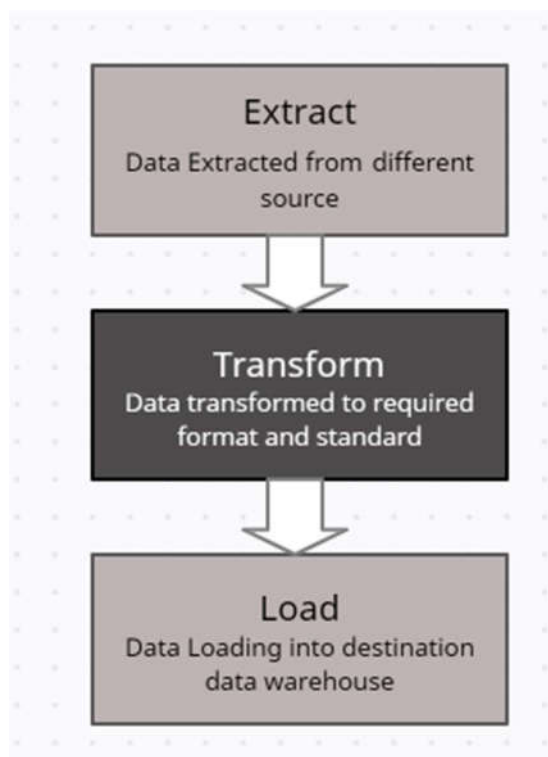 Extract
Data Extracted from different
source
Transform
Data transformed to required
format and standard
Load
Data Loading into destination
data warehouse